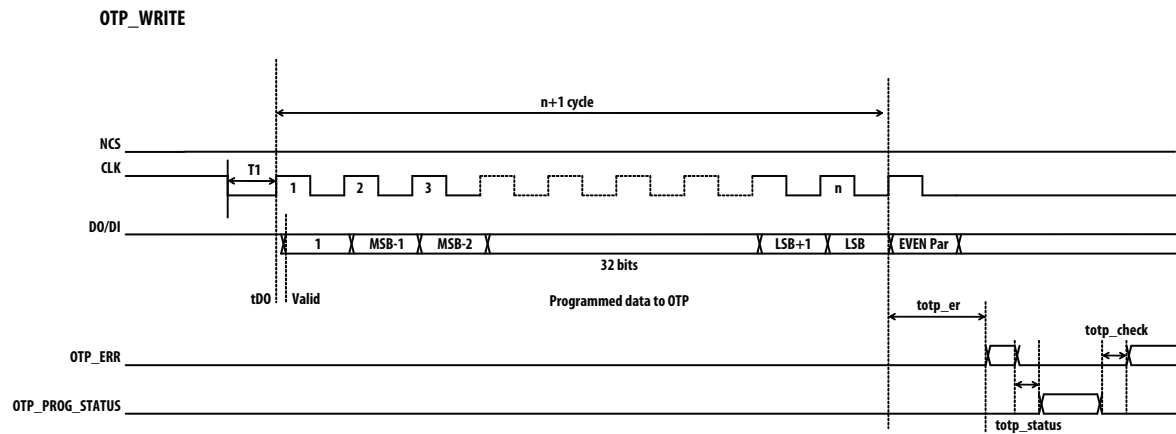 OTP_WRITE
n+1 cycle
NCS
CLK
T1
1 2 3 n
DO/DI
1 MSB-1 MSB-2 LSB+1 LSB EVEN Par
32 bits
tDO Valid
Programmed data to OTP
totp_er
totp_check
OTP_ERR
OTP_PROG_STATUS
totp_status